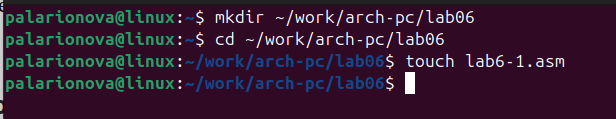 palarionova@linux:~$ mkdir ~/work/arch-pc/lab06
palarionova@linux:~$ cd ~/work/arch-pc/lab06
palarionova@linux:~/work/arch-pc/lab06$ touch lab6-1.asm
palarionova@linux:~/work/arch-pc/lab06$